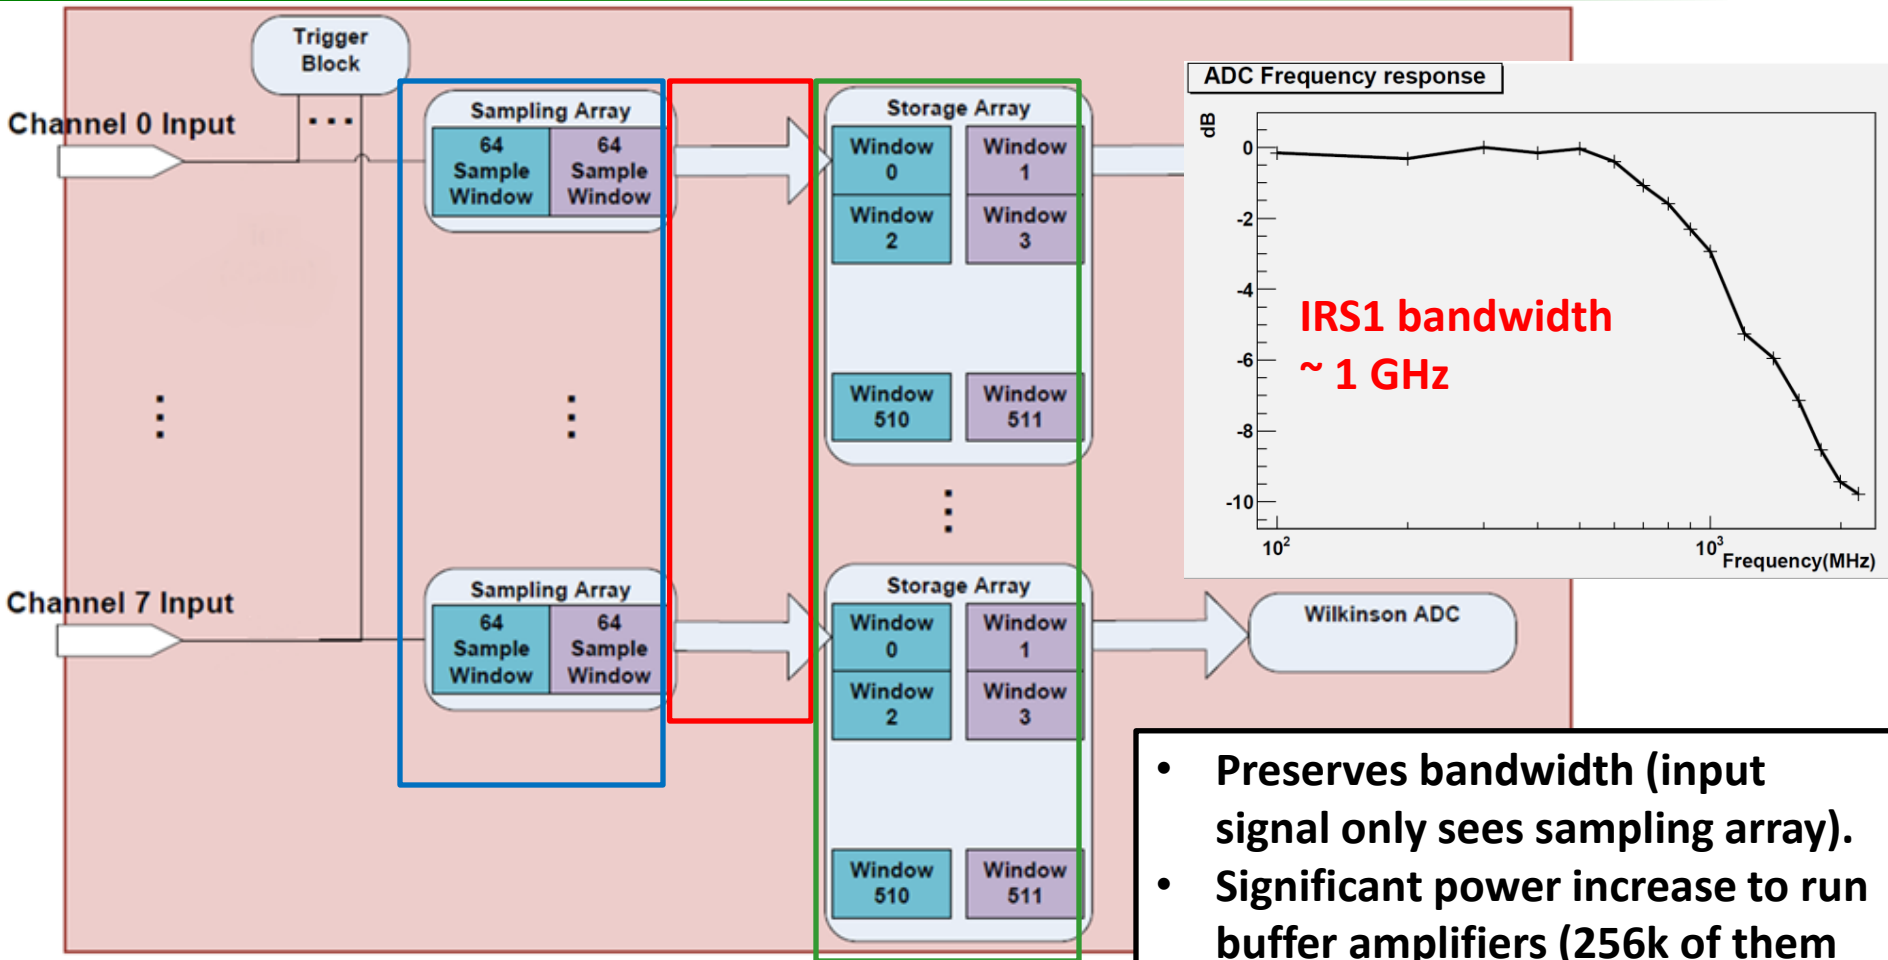 Trigger
Block
Channel 0 Input
Sampling Array
64
Sample
Window
64
Sample
Window
Storage Array
Window
0
Window
1
Window
2
Window
3
Window
510
Window
511
ADC Frequency response
dB
0
-2
-4
-6
-8
-10
10²
10³
Frequency(MHz)
IRS1 bandwidth
~ 1 GHz
Channel 7 Input
Sampling Array
64
Sample
Window
64
Sample
Window
Storage Array
Window
0
Window
1
Window
2
Window
3
Window
510
Window
511
Wilkinson ADC
• Preserves bandwidth (input
signal only sees sampling array).
• Significant power increase to run
buffer amplifiers (256k of them